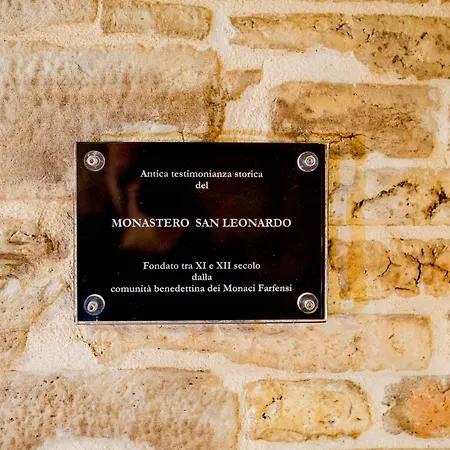 Antica testimonianza storica
del
MONASTERO SAN LEONARDO
Fondato tra XI e XII secolo
dalla
comunità benedettina dei Monaci Farfensi